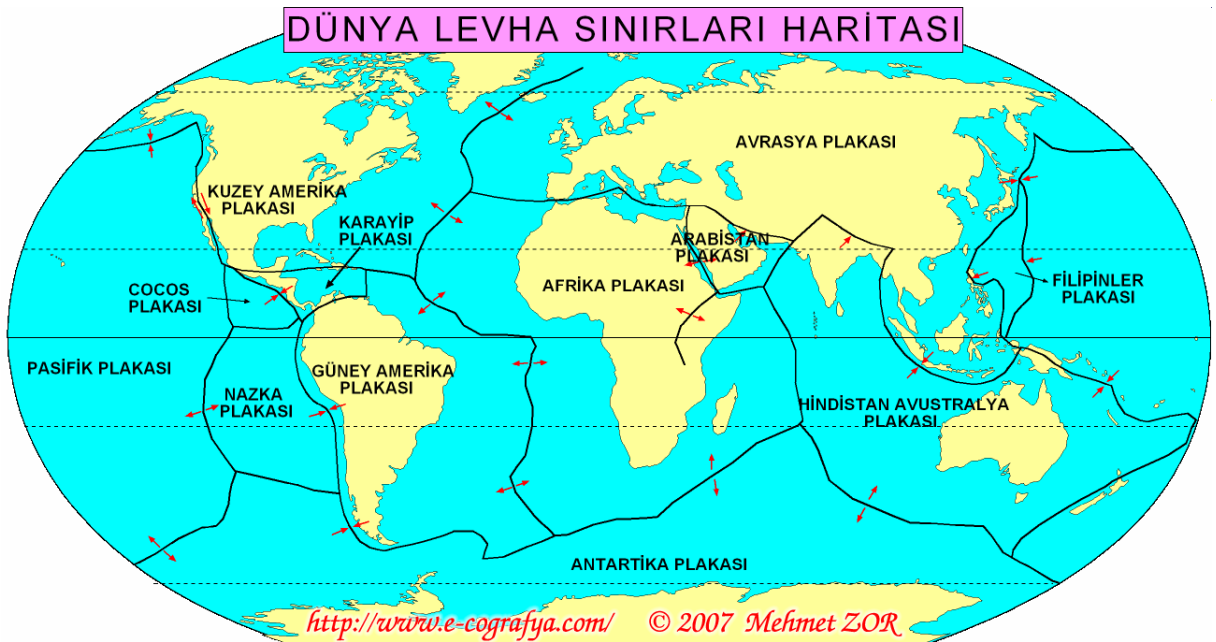 DÜNYA LEVHA SINIRLARI HARİTASI
AVRASYA PLAKASI
KUZEY AMERİKA
PLAKASI
KARAYİP
PLAKASI
ARABİSTAN
PLAKASI
COCOS
PLAKASI
AFRİKA PLAKASI
FİLİPİNLER
PLAKASI
PASİFİK PLAKASI
GÜNEY AMERİKA
PLAKASI
NAZKA
PLAKASI
HİNDİSTAN AVUSTRALYA
PLAKASI
ANTARTİKA PLAKASI
http://www.e-cografya.com/ © 2007 Mehmet ZOR